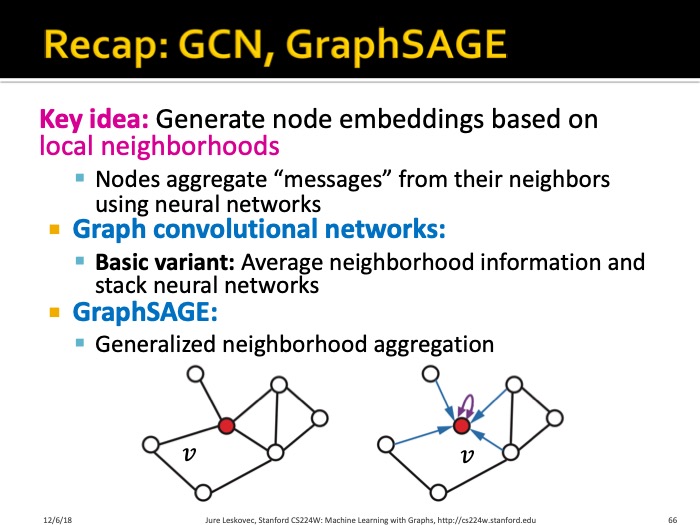 Recap: GCN, GraphSAGE
Key idea: Generate node embeddings based on
local neighborhoods
▪ Nodes aggregate “messages” from their neighbors
using neural networks
▪ Graph convolutional networks:
▪ Basic variant: Average neighborhood information and
stack neural networks
▪ GraphSAGE:
▪ Generalized neighborhood aggregation
v
v
12/6/18
Jure Leskovec, Stanford CS224W: Machine Learning with Graphs, http://cs224w.stanford.edu
66